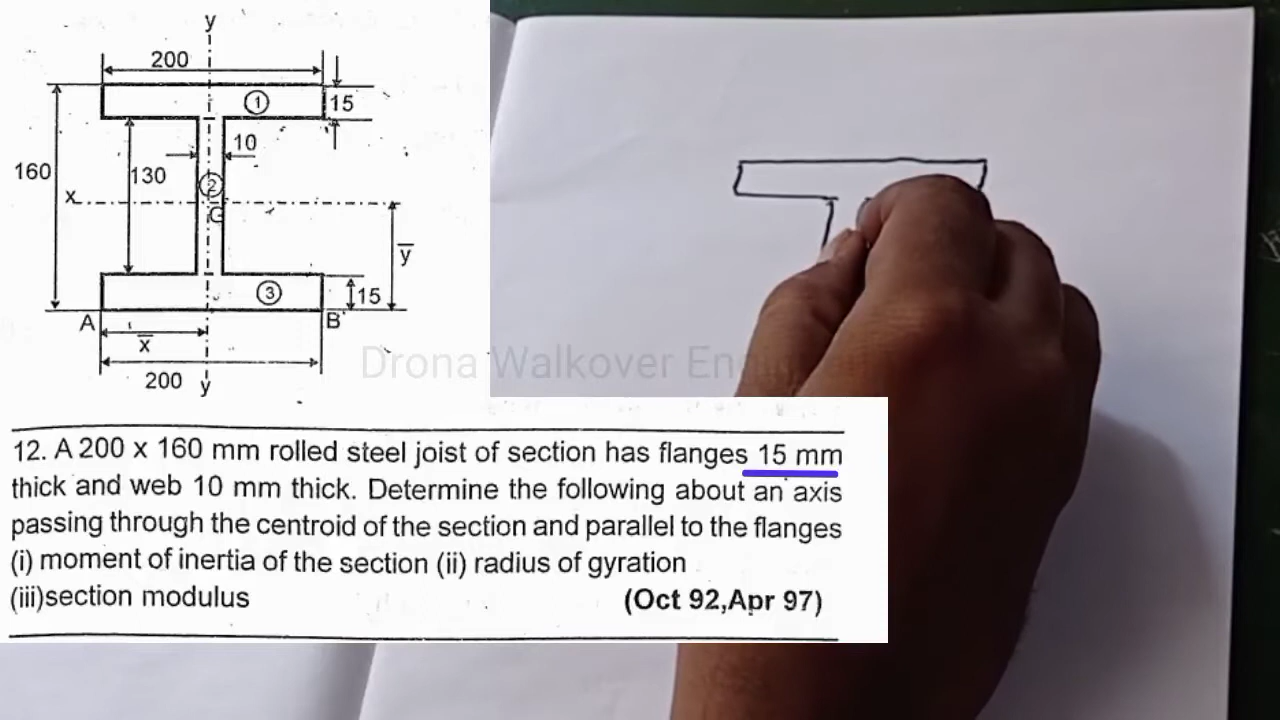 y
200
1
15
10
160
130
2
x
G
y
3
15
A
B
x
200
y
Drona Walkover En
12. A 200 x 160 mm rolled steel joist of section has flanges 15 mm
thick and web 10 mm thick. Determine the following about an axis
passing through the centroid of the section and parallel to the flanges
(i) moment of inertia of the section (ii) radius of gyration
(iii)section modulus (Oct 92,Apr 97)